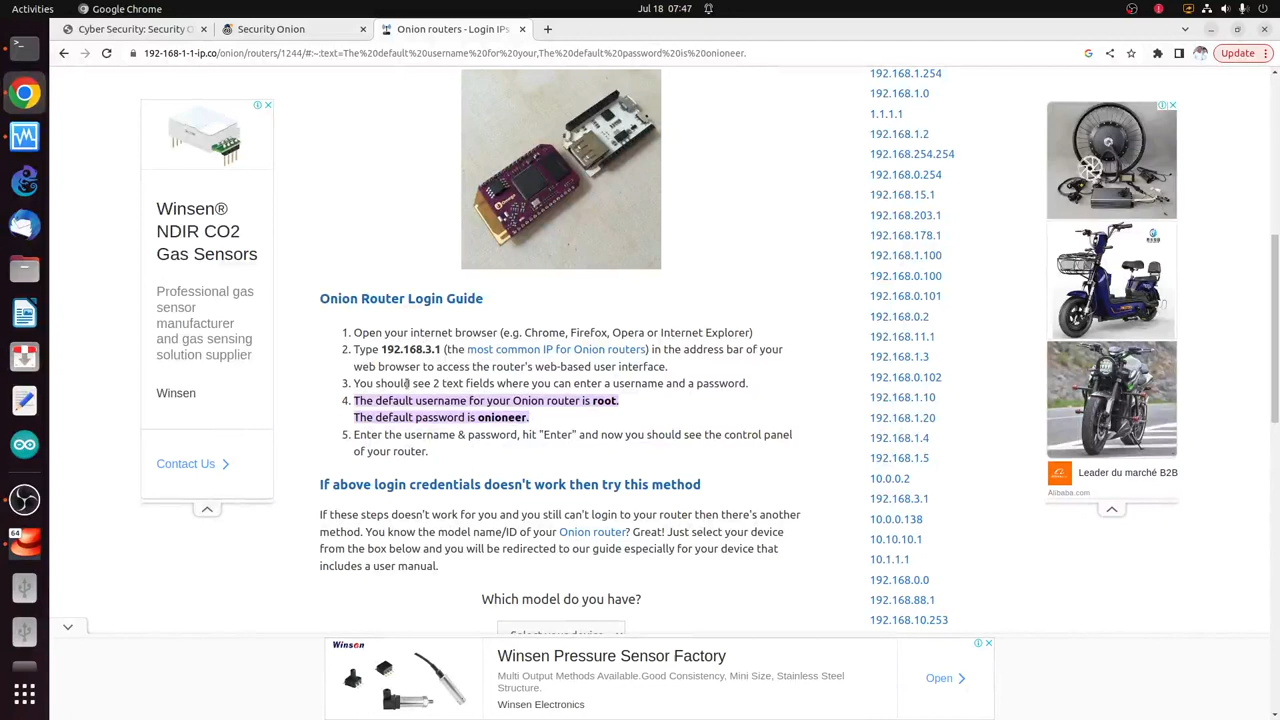 Activities
Google Chrome
Jul 18 07:47
Cyber Security: Security O
Security Onion
Onion routers - Login IPs
192-168-1-1-ip.co/onion/routers/1244/#:~:text=The%20default%20username%20for%20your,The%20default%20password%20is%20onioneer.
Update
Winsen®
NDIR CO2
Gas Sensors
Professional gas
sensor
manufacturer
and gas sensing
solution supplier
Winsen
Contact Us
64
Onion Router Login Guide
1. Open your internet browser (e.g. Chrome, Firefox, Opera or Internet Explorer)
2. Type 192.168.3.1 (the most common IP for Onion routers) in the address bar of your
web browser to access the router's web-based user interface.
3. You should see 2 text fields where you can enter a username and a password.
4. The default username for your Onion router is root.
The default password is onioneer.
5. Enter the username & password, hit "Enter" and now you should see the control panel
of your router.
If above login credentials doesn't work then try this method
If these steps doesn't work for you and you still can't login to your router then there's another
method. You know the model name/ID of your Onion router? Great! Just select your device
from the box below and you will be redirected to our guide especially for your device that
includes a user manual.
Which model do you have?
192.168.1.254
192.168.1.0
1.1.1.1
192.168.1.2
192.168.254.254
192.168.0.254
192.168.15.1
192.168.203.1
192.168.178.1
192.168.1.100
192.168.0.100
192.168.0.101
192.168.0.2
192.168.11.1
192.168.1.3
192.168.0.102
192.168.1.10
192.168.1.20
192.168.1.4
192.168.1.5
10.0.0.2
192.168.3.1
10.0.0.138
10.10.10.1
10.1.1.1
192.168.0.0
192.168.88.1
192.168.10.253
Leader du marché B2B
Alibaba.com
Winsen
Winsen Pressure Sensor Factory
Multi Output Methods Available.Good Consistency, Mini Size, Stainless Steel
Structure.
Winsen Electronics
Open